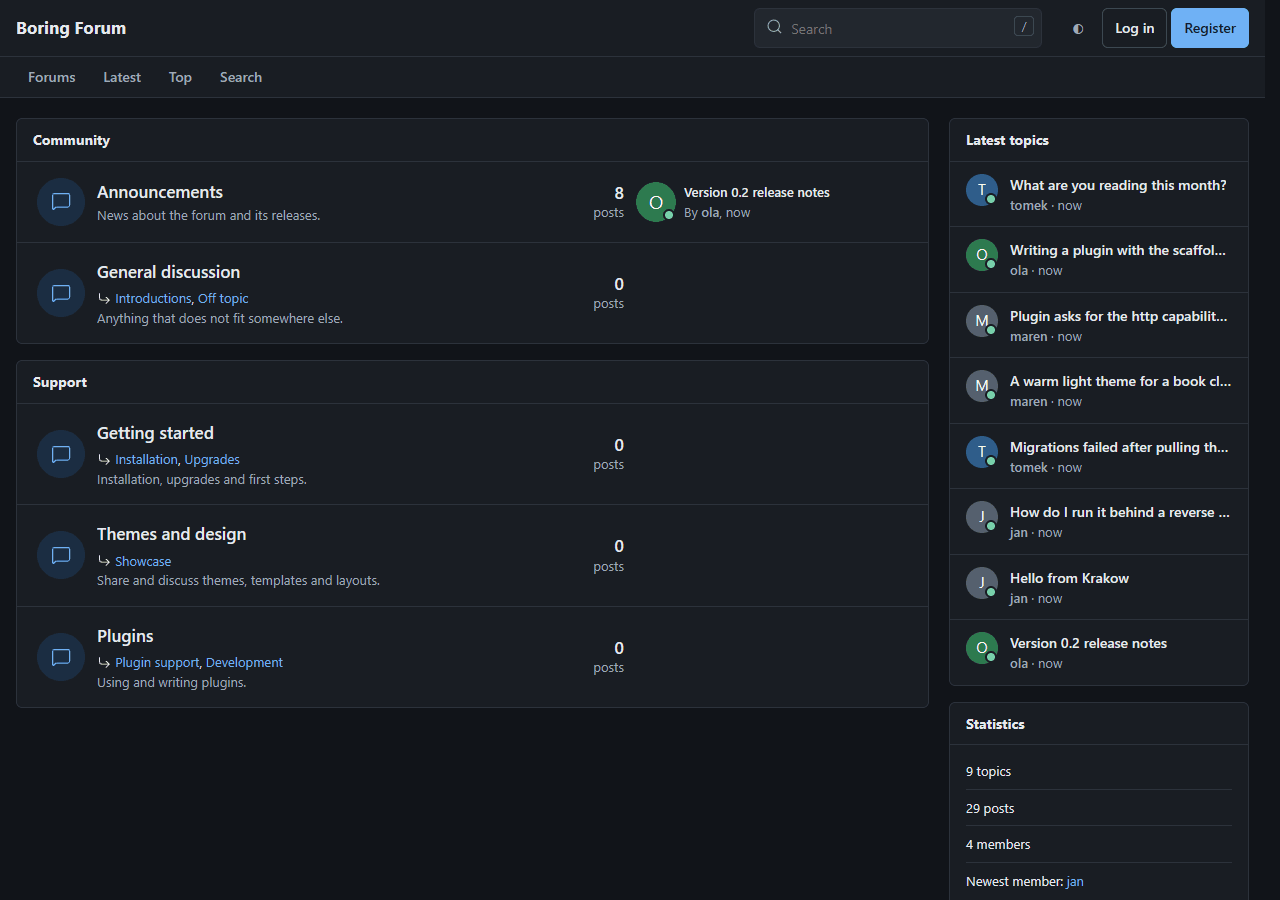 Boring Forum
Search /
Log in
Register
Forums
Latest
Top
Search
Community
Announcements
News about the forum and its releases.
8
posts
O
Version 0.2 release notes
By ola, now
General discussion
Introductions, Off topic
Anything that does not fit somewhere else.
0
posts
Support
Getting started
Installation, Upgrades
Installation, upgrades and first steps.
0
posts
Themes and design
Showcase
Share and discuss themes, templates and layouts.
0
posts
Plugins
Plugin support, Development
Using and writing plugins.
0
posts
Latest topics
T
What are you reading this month?
tomek · now
O
Writing a plugin with the scaffol...
ola · now
M
Plugin asks for the http capabilit...
maren · now
M
A warm light theme for a book cl...
maren · now
T
Migrations failed after pulling th...
tomek · now
J
How do I run it behind a reverse ...
jan · now
J
Hello from Krakow
jan · now
O
Version 0.2 release notes
ola · now
Statistics
9 topics
29 posts
4 members
Newest member: jan